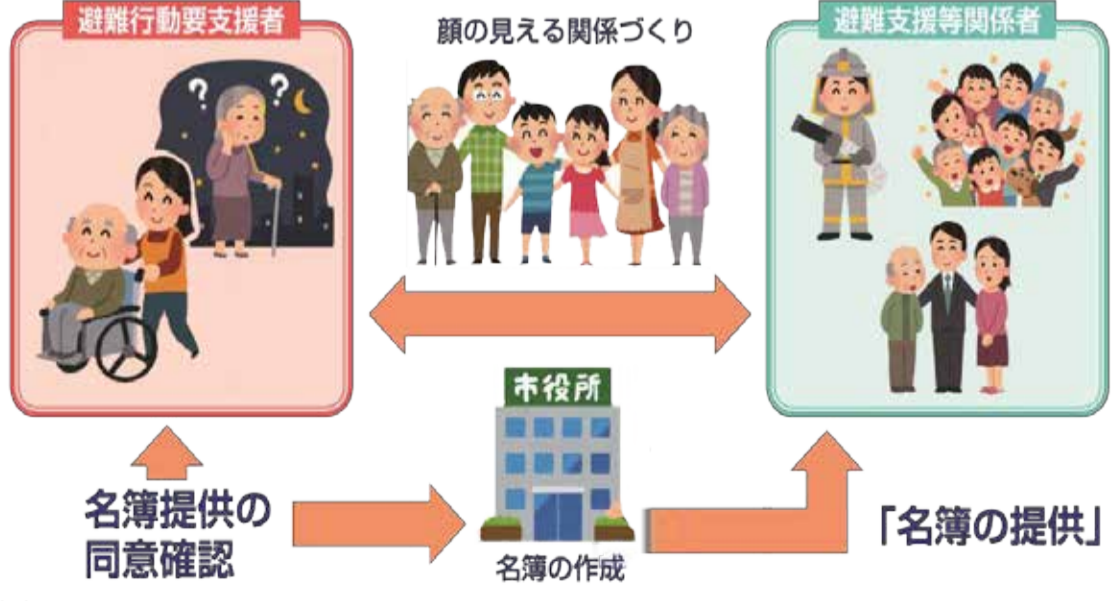 避難行動要支援者
顔の見える関係づくり
避難支援等関係者
? ?
市役所
名簿提供の
同意確認
名簿の作成
「名簿の提供」